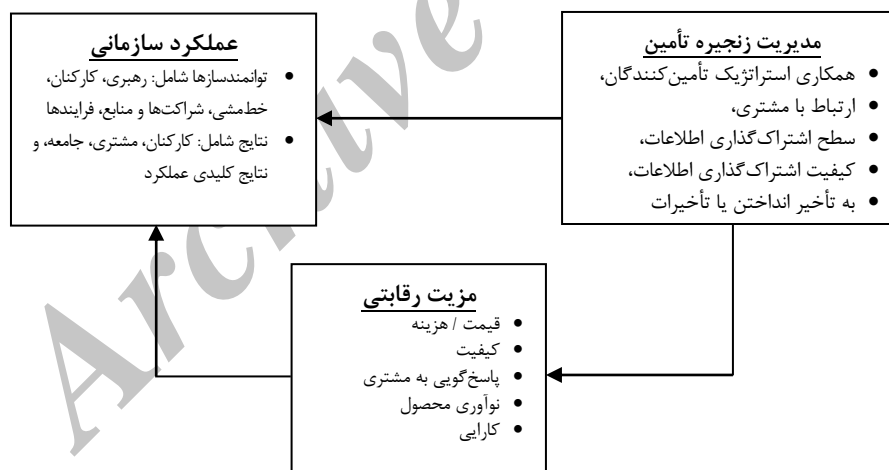 مدیریت زنجیره تأمین
• همکاری استراتژیک تأمین‌کنندگان،
• ارتباط با مشتری،
• سطح اشتراک‌گذاری اطلاعات،
• کیفیت اشتراک‌گذاری اطلاعات،
• به تأخیر انداختن یا تأخیرات
عملکرد سازمانی
• توانمندسازها شامل: رهبری، کارکنان،
خط‌مشی، شراکت‌ها و منابع، فرایندها
• نتایج شامل: کارکنان، مشتری، جامعه، و
نتایج کلیدی عملکرد
مزیت رقابتی
• قیمت / هزینه
• کیفیت
• پاسخ‌گویی به مشتری
• نوآوری محصول
• کارایی
Archive